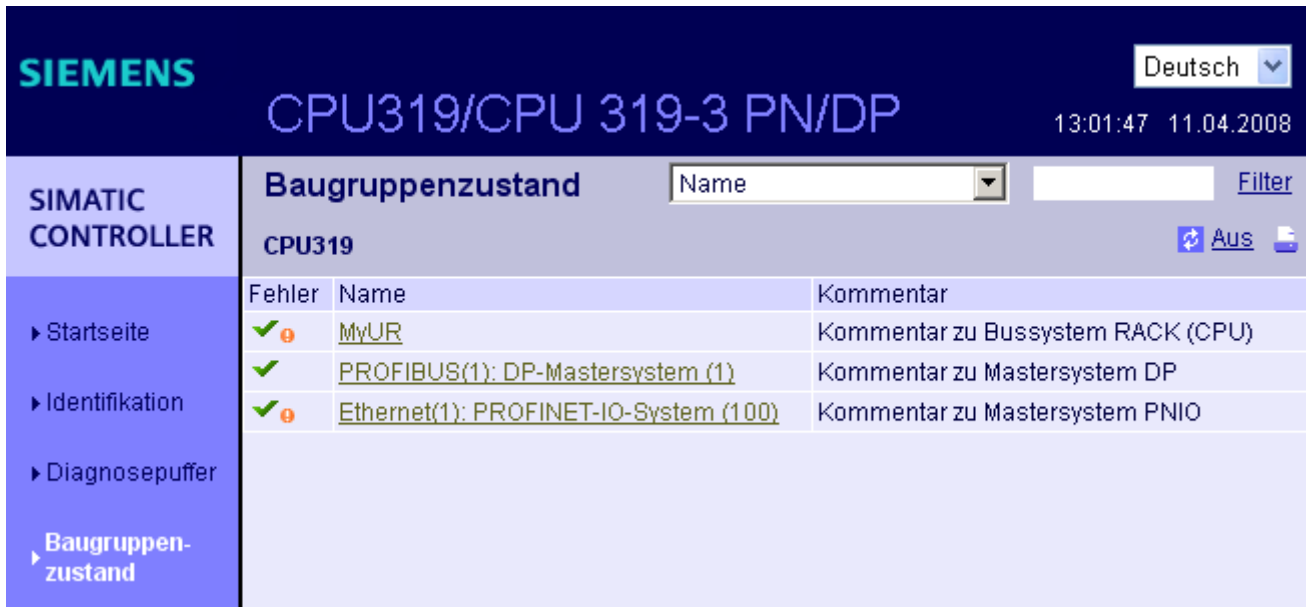 SIEMENS
Deutsch
CPU319/CPU 319-3 PN/DP
13:01:47 11.04.2008
SIMATIC
CONTROLLER
Baugruppenzustand Name Filter
CPU319 Aus
Fehler Name Kommentar
MyUR Kommentar zu Bussystem RACK (CPU)
PROFIBUS(1): DP-Mastersystem (1) Kommentar zu Mastersystem DP
Ethernet(1): PROFINET-IO-System (100) Kommentar zu Mastersystem PNIO
Startseite
Identifikation
Diagnosepuffer
Baugruppen-
zustand